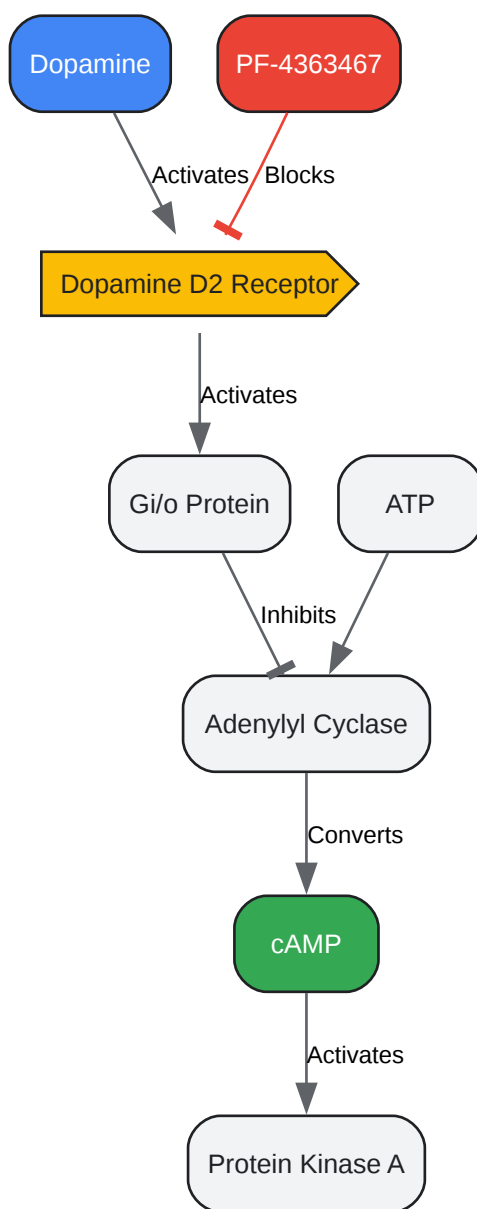 Dopamine
PF-4363467
Activates
Blocks
Dopamine D2 Receptor
Activates
Gi/o Protein
ATP
Inhibits
Adenylyl Cyclase
Converts
cAMP
Activates
Protein Kinase A